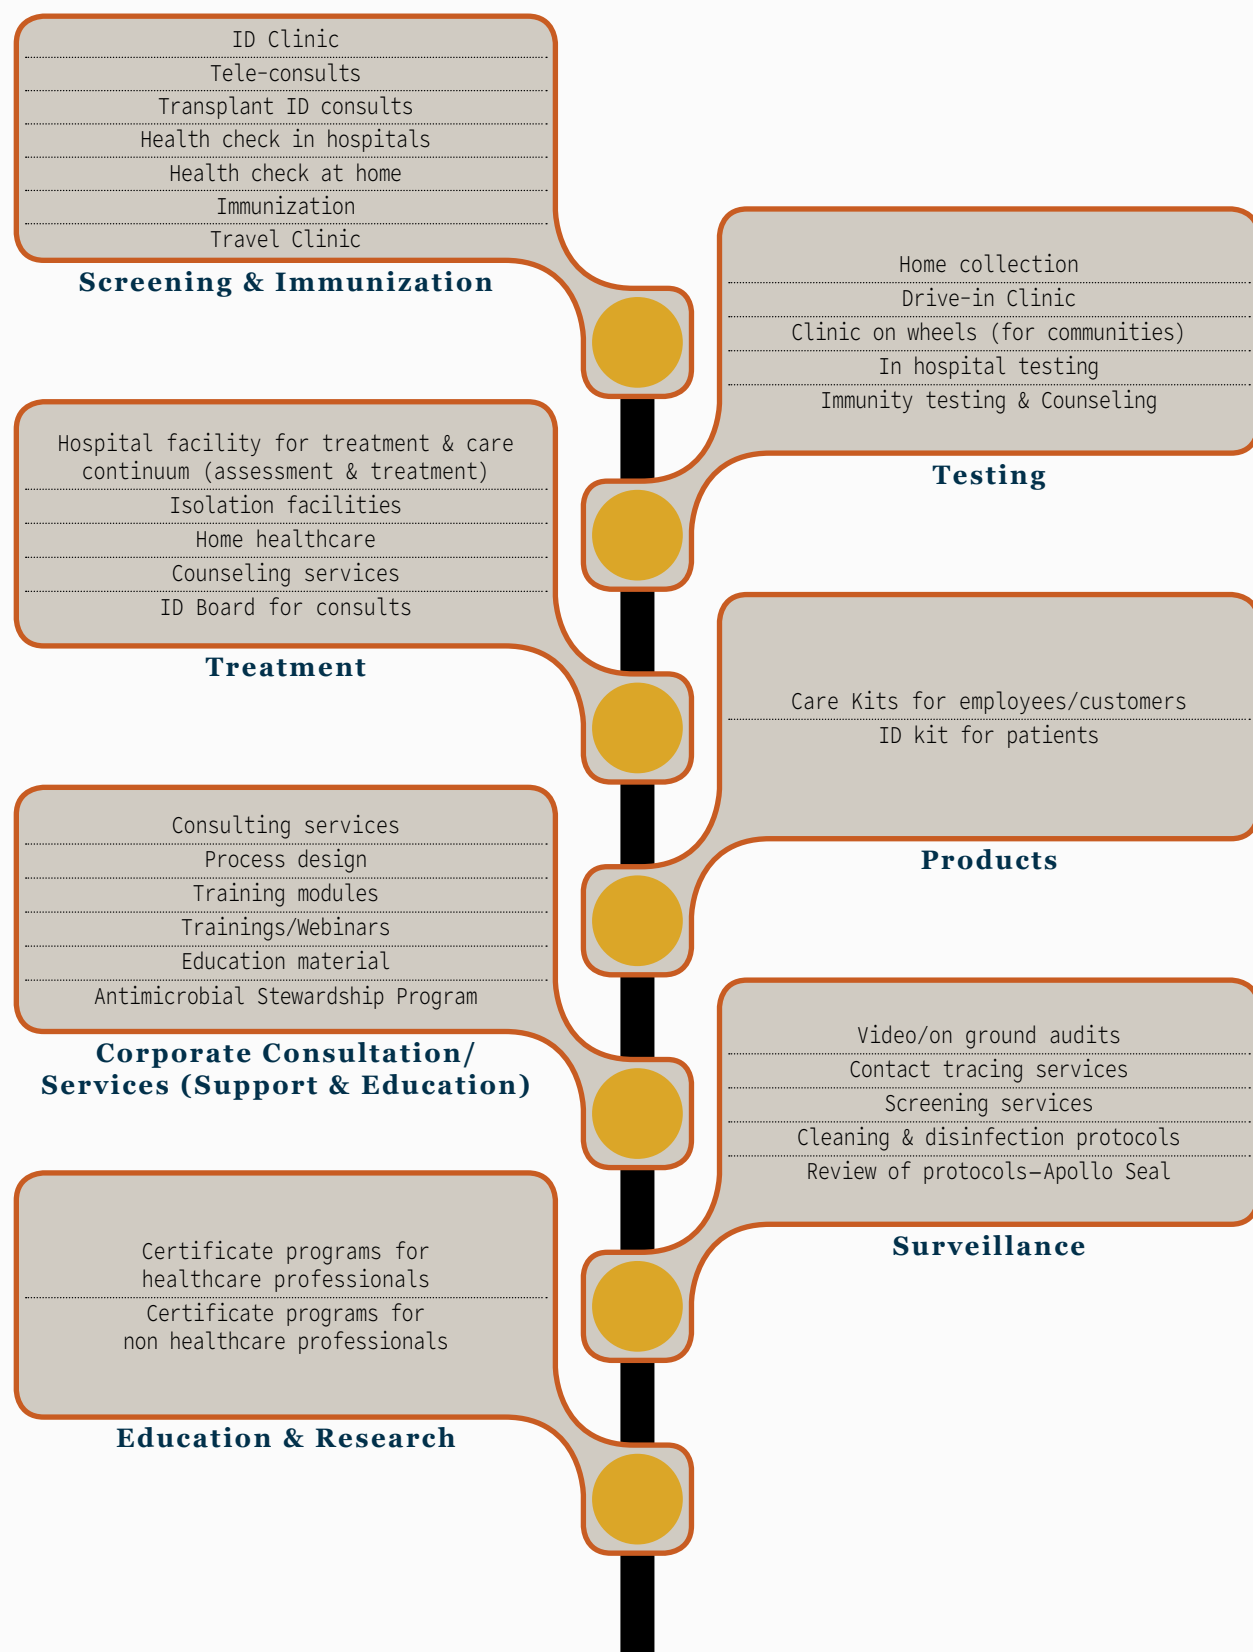 ID Clinic
Tele-consults
Transplant ID consults
Health check in hospitals
Health check at home
Immunization
Travel Clinic
Screening & Immunization
Home collection
Drive-in Clinic
Clinic on wheels (for communities)
In hospital testing
Immunity testing & Counseling
Testing
Hospital facility for treatment & care
continuum (assessment & treatment)
Isolation facilities
Home healthcare
Counseling services
ID Board for consults
Treatment
Care Kits for employees/customers
ID kit for patients
Products
Consulting services
Process design
Training modules
Trainings/Webinars
Education material
Antimicrobial Stewardship Program
Corporate Consultation/
Services (Support & Education)
Video/on ground audits
Contact tracing services
Screening services
Cleaning & disinfection protocols
Review of protocols–Apollo Seal
Surveillance
Certificate programs for
healthcare professionals
Certificate programs for
non healthcare professionals
Education & Research